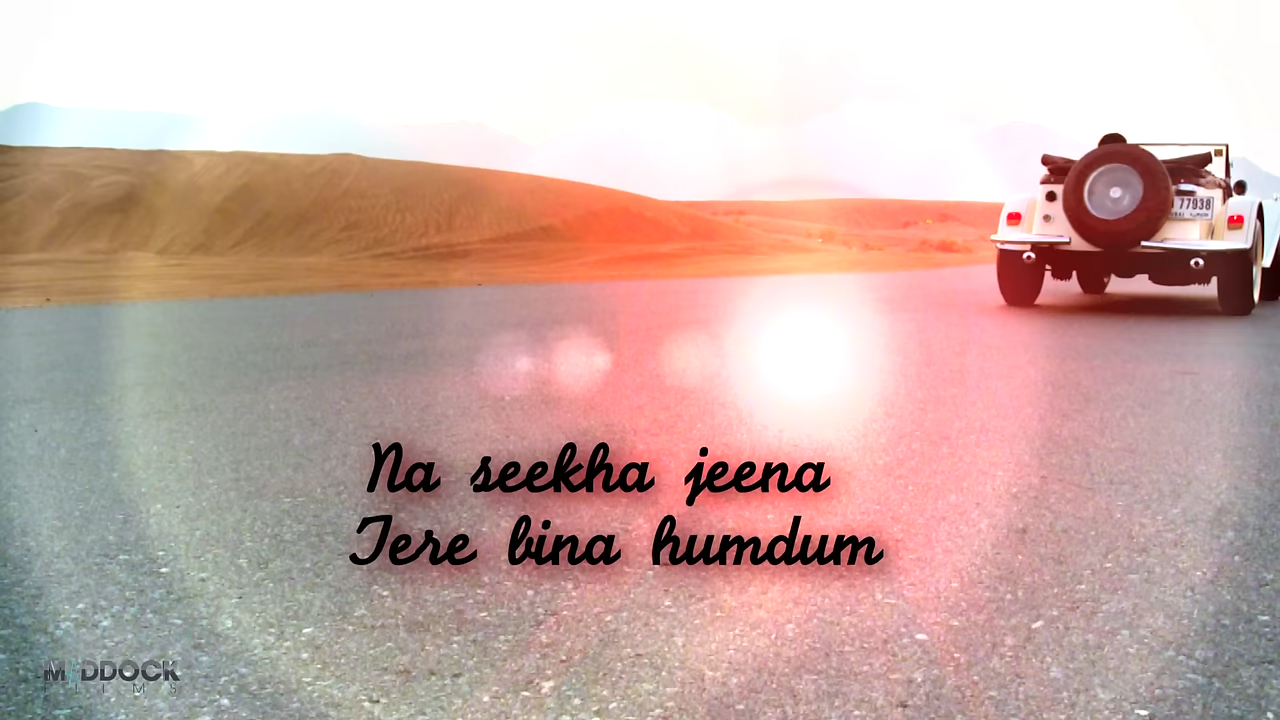 77938
Na seekha jeena
Tere bina humdum
MADDOCK
FILMS